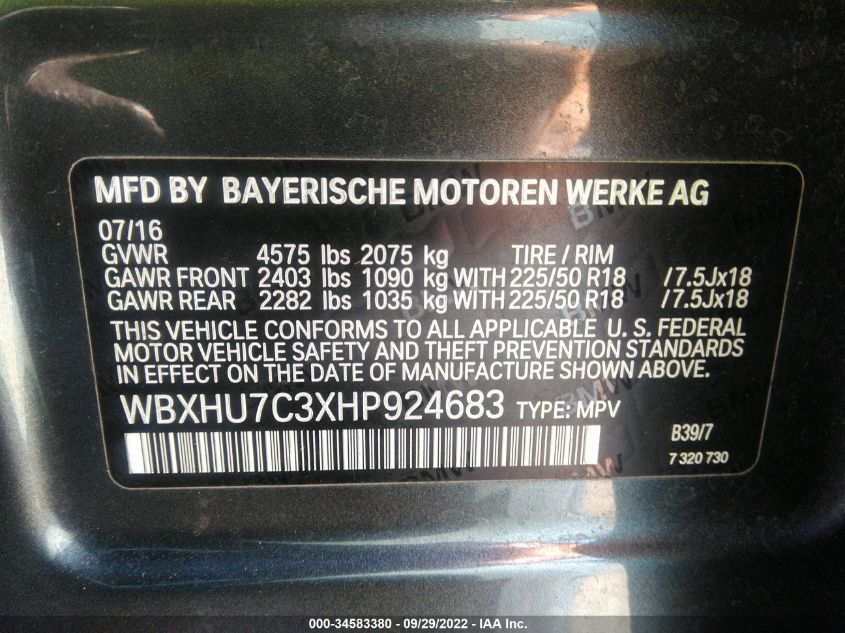 MFD BY BAYERISCHE MOTOREN WERKE AG
07/16
GVWR 4575 lbs 2075 kg TIRE / RIM
GAWR FRONT 2403 lbs 1090 kg WITH 225/50 R18 /7.5Jx18
GAWR REAR 2282 lbs 1035 kg WITH 225/50 R18 /7.5Jx18
THIS VEHICLE CONFORMS TO ALL APPLICABLE U. S. FEDERAL
MOTOR VEHICLE SAFETY AND THEFT PREVENTION STANDARDS
IN EFFECT ON THE DATE OF MANUFACTURE SHOWN ABOVE.
WBXHU7C3XHP924683 TYPE: MPV
B39/7
7 320 730
000-34583380 - 09/29/2022 - IAA Inc.